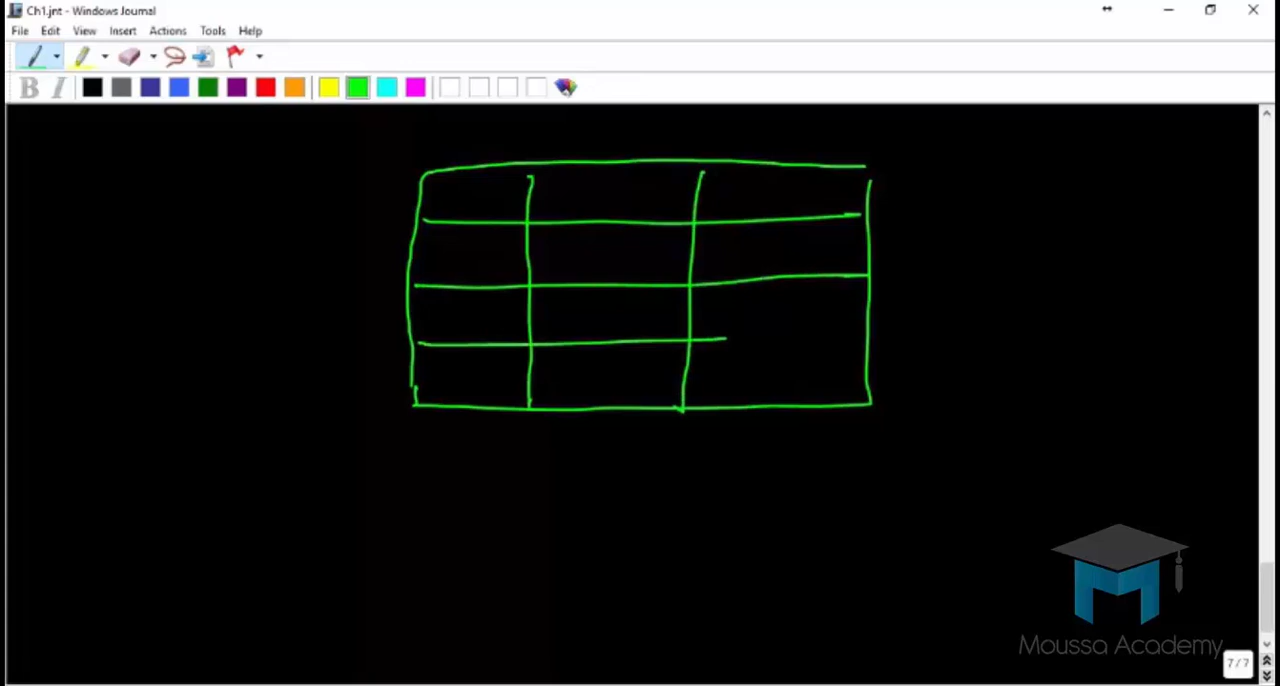 Ch1.jnt - Windows Journal
File Edit View Insert Actions Tools Help
B I
Moussa Academy
7/7